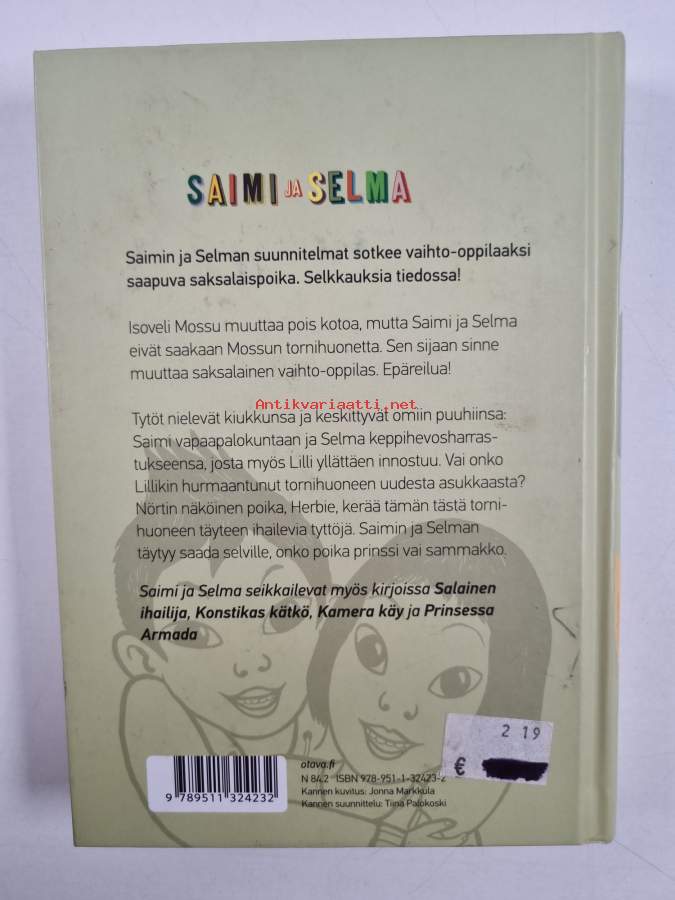 SAIMI JA SELMA
Saimin ja Selman suunnitelmat sotkee vaihto-oppilaaksi
saapuva saksalaispoika. Selkkauksia tiedossa!
Isoveli Mossu muuttaa pois kotoa, mutta Saimi ja Selma
eivät saakaan Mossun tornihuonetta. Sen sijaan sinne
muuttaa saksalainen vaihto-oppilas. Epäreilua!
Antikvariaatti.net
Tytöt nielevät kiukkunsa ja keskittyvät omiin puuhiinsa:
Saimi vapaapalokuntaan ja Selma keppihevosharras-
tukseensa, josta myös Lilli yllättäen innostuu. Vai onko
Lillikin hurmaantunut tornihuoneen uudesta asukkaasta?
Nörtin näköinen poika, Herbie, kerää tämän tästä torni-
huoneen täyteen ihailevia tyttöjä. Saimin ja Selman
täytyy saada selville, onko poika prinssi vai sammakko.
Saimi ja Selma seikkailevat myös kirjoissa Salainen
ihailija, Konstikas kätkö, Kamera käy ja Prinsessa
Armada
2 19
€
otava.fi
N 84.2 ISBN 978-951-1-32423-2
Kannen kuvitus: Jonna Markkula
Kannen suunnittelu: Tiina Palokoski
9 789511 324232